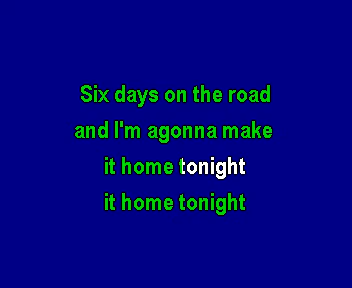 Six days on the road
and I'm agonna make
it home tonight
it home tonight